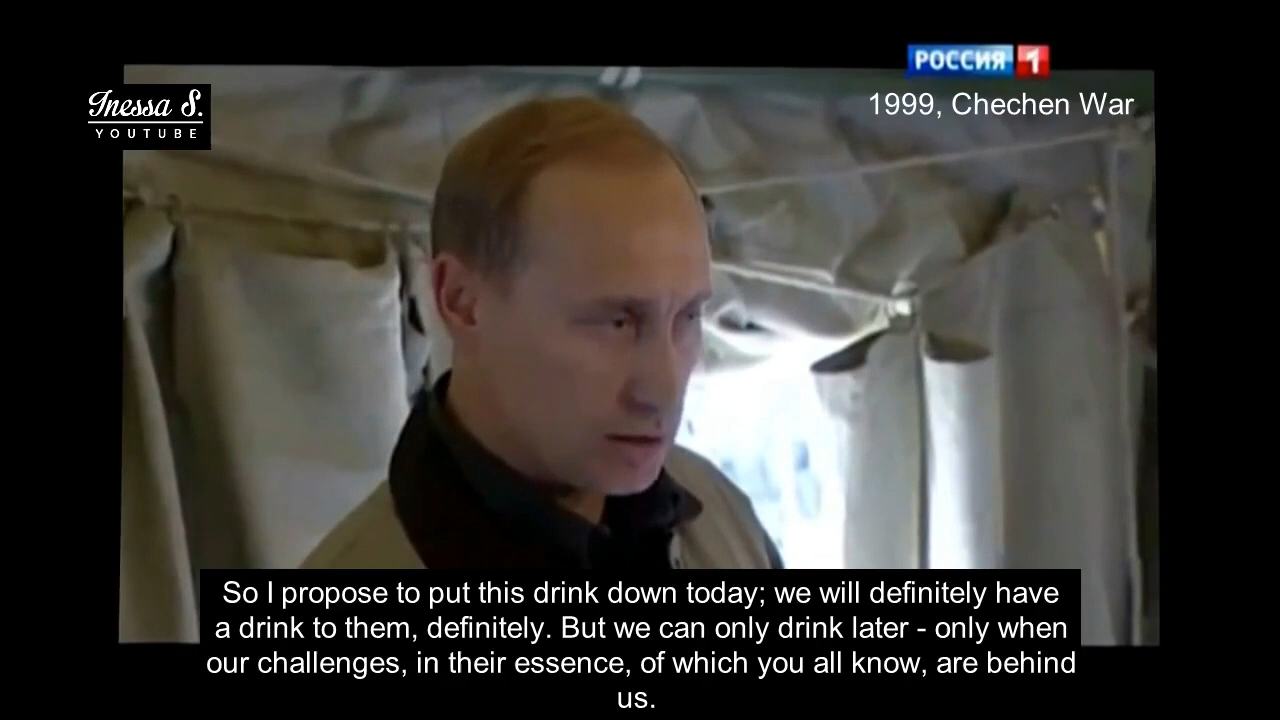 РОССИЯ 1
Inessa S.
YOUTUBE
1999, Chechen War
So I propose to put this drink down today; we will definitely have
a drink to them, definitely. But we can only drink later - only when
our challenges, in their essence, of which you all know, are behind
us.